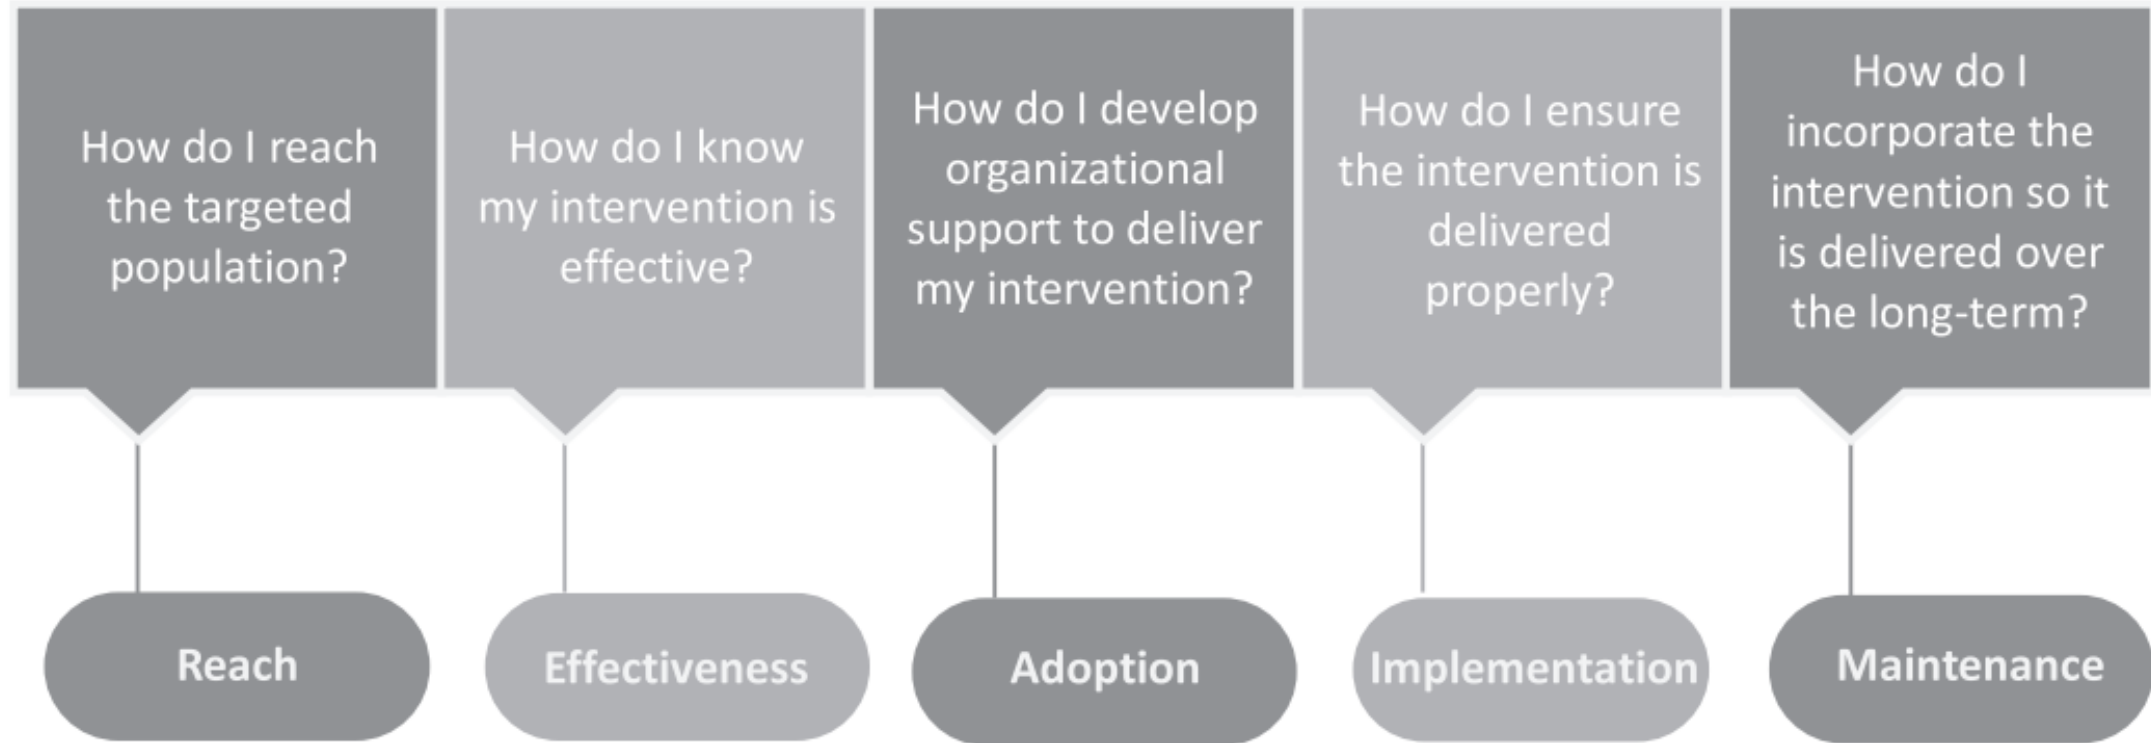 How do I reach
the targeted
population?
How do I know
my intervention is
effective?
How do I develop
organizational
support to deliver
my intervention?
How do I ensure
the intervention is
delivered
properly?
How do I
incorporate the
intervention so it
is delivered over
the long-term?
Reach
Effectiveness
Adoption
Implementation
Maintenance